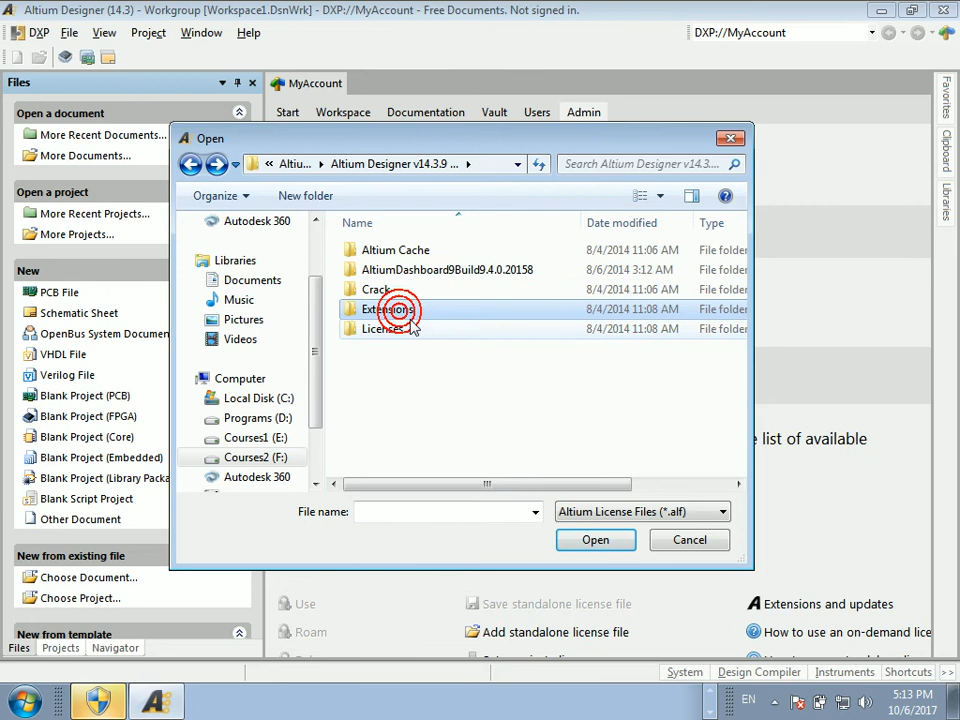 Altium Designer (14.3) - Workgroup [Workspace1.DsnWrk] - DXP://MyAccount - Free Documents. Not signed in.
DXP File View Project Window Help
DXP://MyAccount
Files
MyAccount
Open a document
More Recent Documents...
More Documents...
Open a project
More Recent Projects...
More Projects...
New
PCB File
Schematic Sheet
OpenBus System Document
VHDL File
Verilog File
Blank Project (PCB)
Blank Project (FPGA)
Blank Project (Core)
Blank Project (Embedded)
Blank Project (Library Packa
Blank Script Project
Other Document
New from existing file
Choose Document...
Choose Project...
New from template
Files Projects Navigator
Start Workspace Documentation Vault Users Admin
Open
« Altiu... Altium Designer v14.3.9 ...
Search Altium Designer v14.3....
Organize New folder
Autodesk 360
Libraries
Documents
Music
Pictures
Videos
Computer
Local Disk (C:)
Programs (D:)
Courses1 (E:)
Courses2 (F:)
Autodesk 360
Name Date modified Type
Altium Cache 8/4/2014 11:06 AM File folder
AltiumDashboard9Build9.4.0.20158 8/6/2014 3:12 AM File folder
Crack 8/4/2014 11:06 AM File folder
Extensions 8/4/2014 11:08 AM File folder
Licenses 8/4/2014 11:08 AM File folder
File name:
Altium License Files (*.alf)
Open Cancel
e list of available
Use Save standalone license file Extensions and updates
Roam Add standalone license file How to use an on-demand lice
Favorites
Clipboard
Libraries
System Design Compiler Instruments Shortcuts >>
EN
5:13 PM
10/6/2017